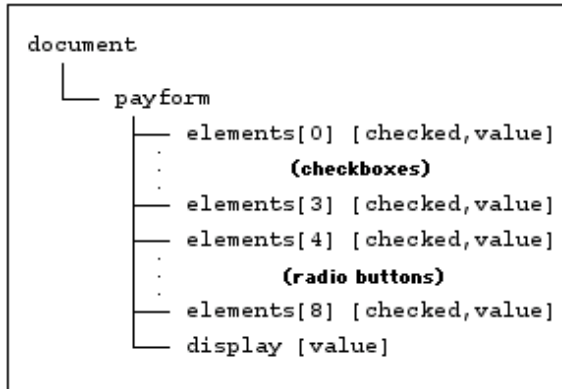 document
payform
elements[0] [checked,value]
(checkboxes)
elements[3] [checked,value]
elements[4] [checked,value]
(radio buttons)
elements[8] [checked,value]
display [value]